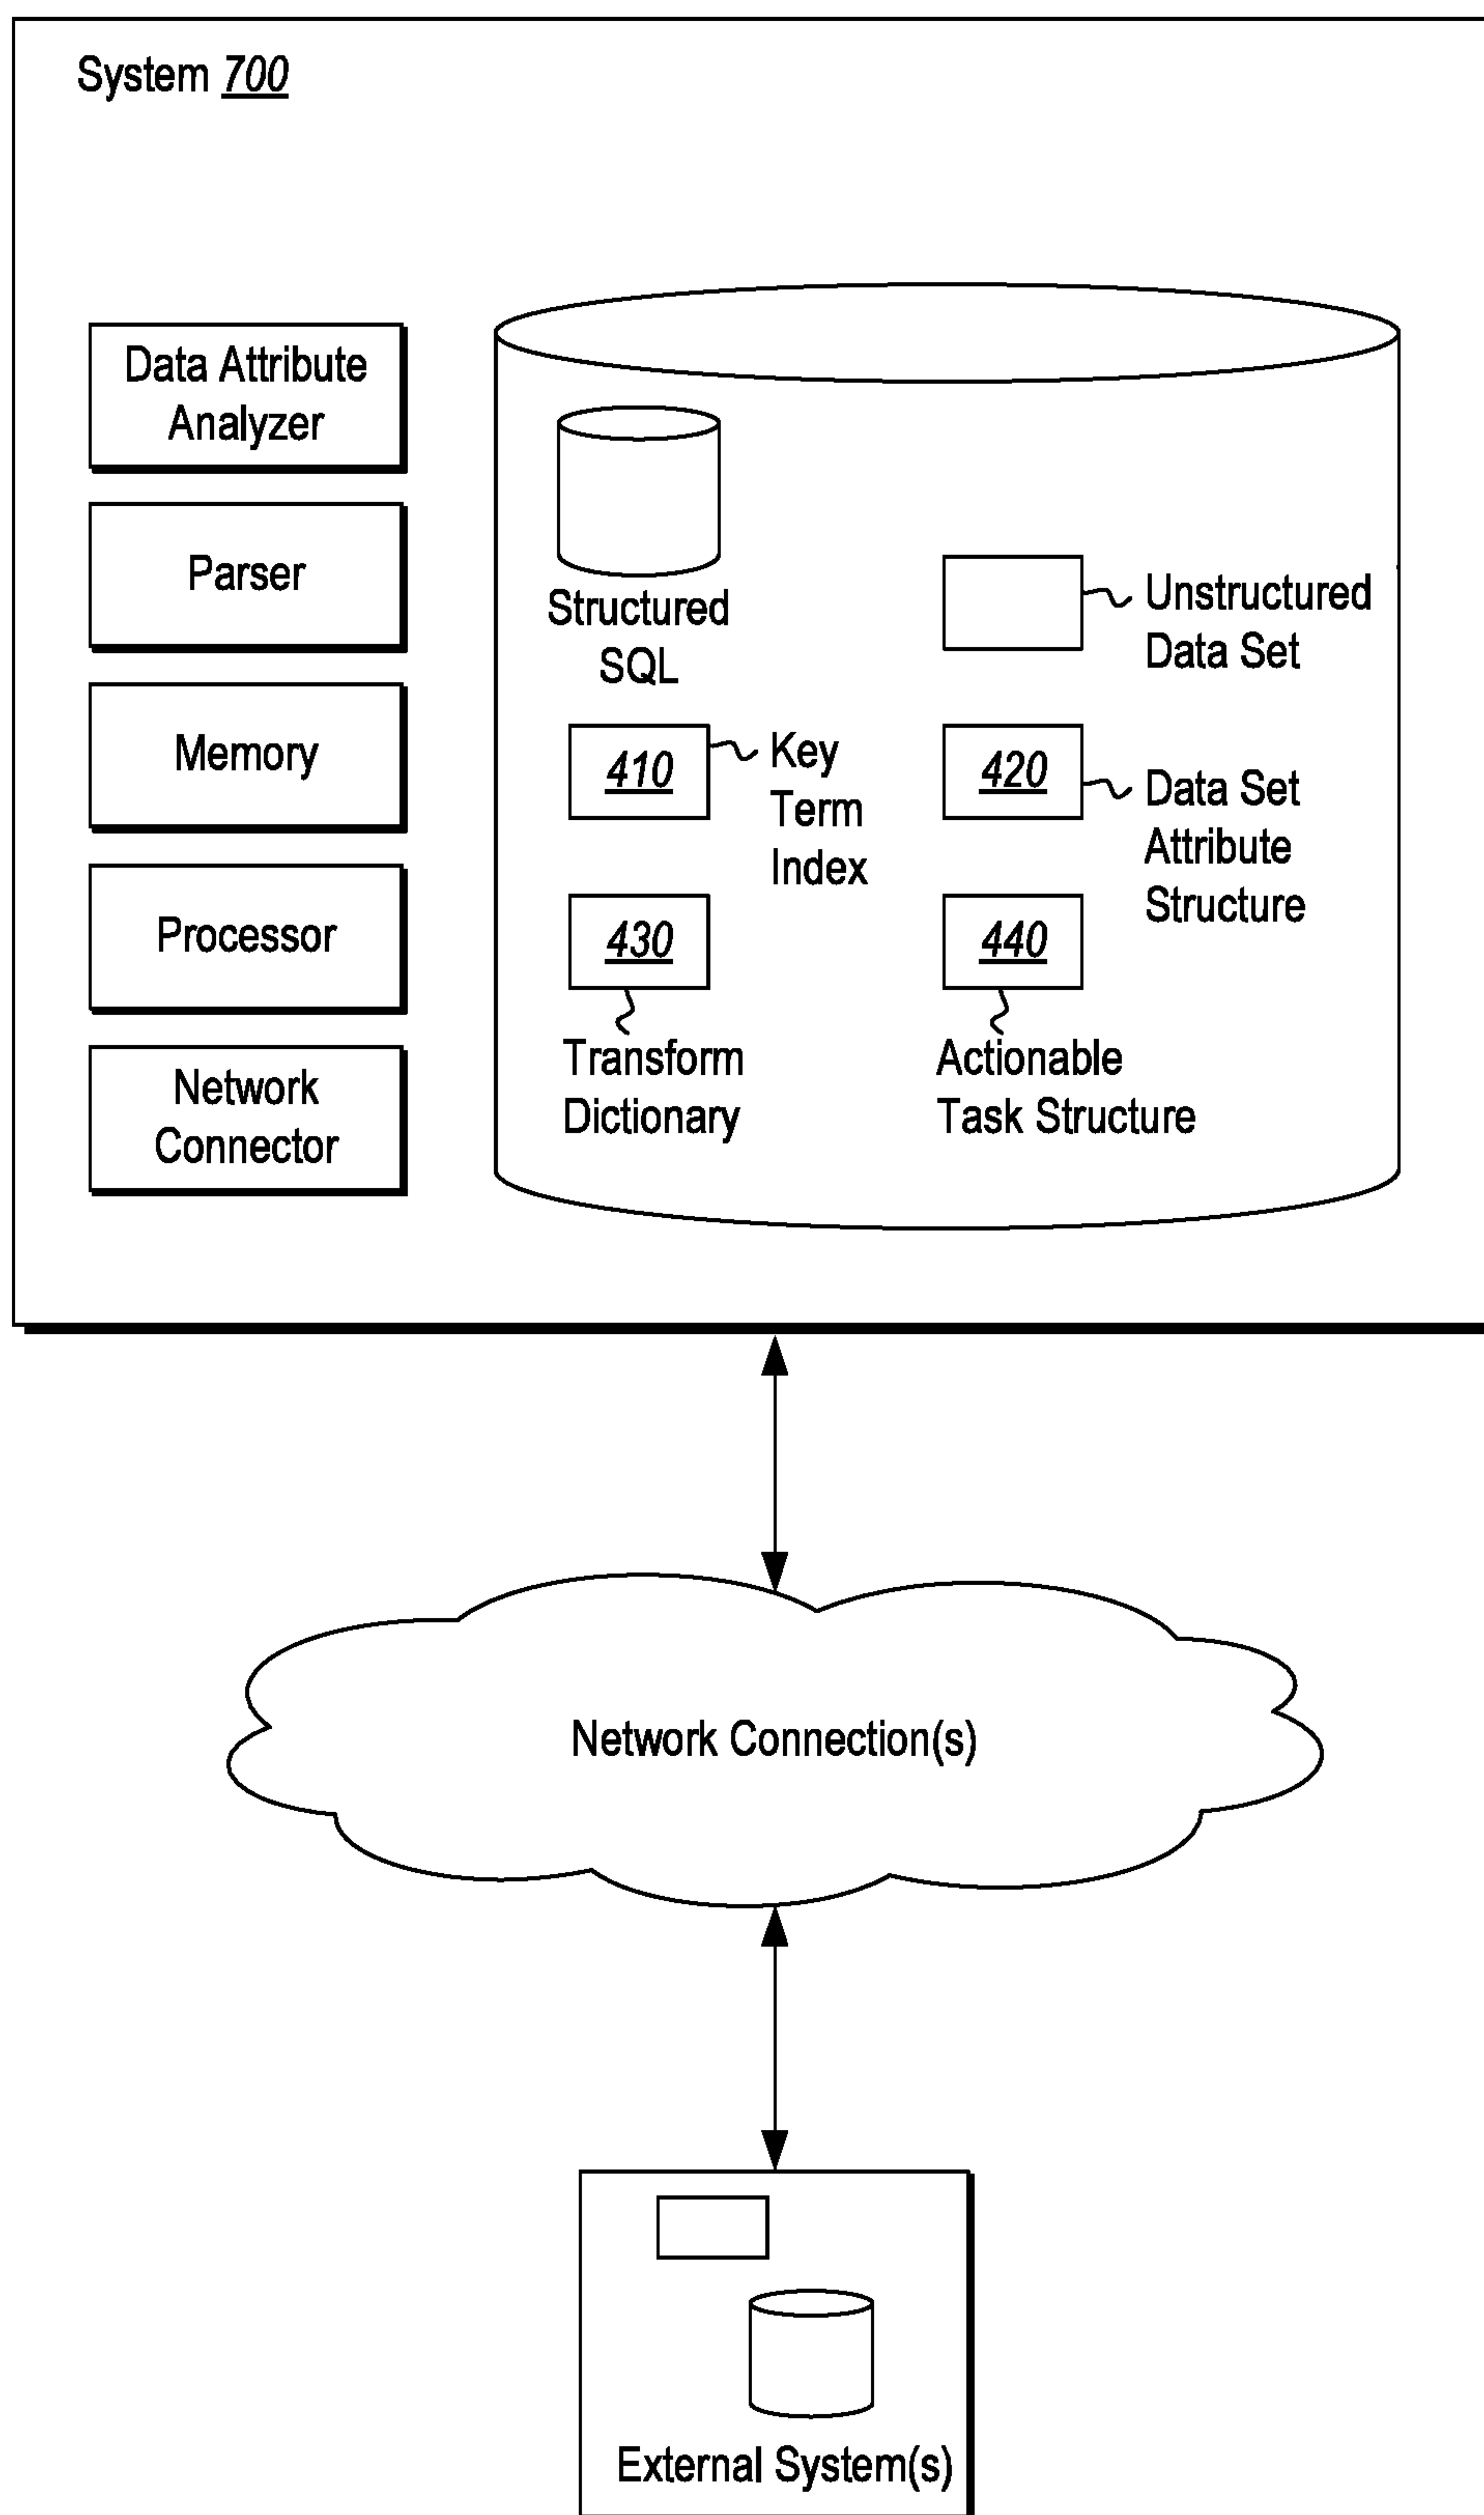 System 700
Data Attribute
Analyzer
Parser
Memory
Processor
Network
Connector
Structured
SQL
Unstructured
Data Set
410
Key
Term
Index
420
Data Set
Attribute
Structure
430
Transform
Dictionary
440
Actionable
Task Structure
Network Connection(s)
External System(s)